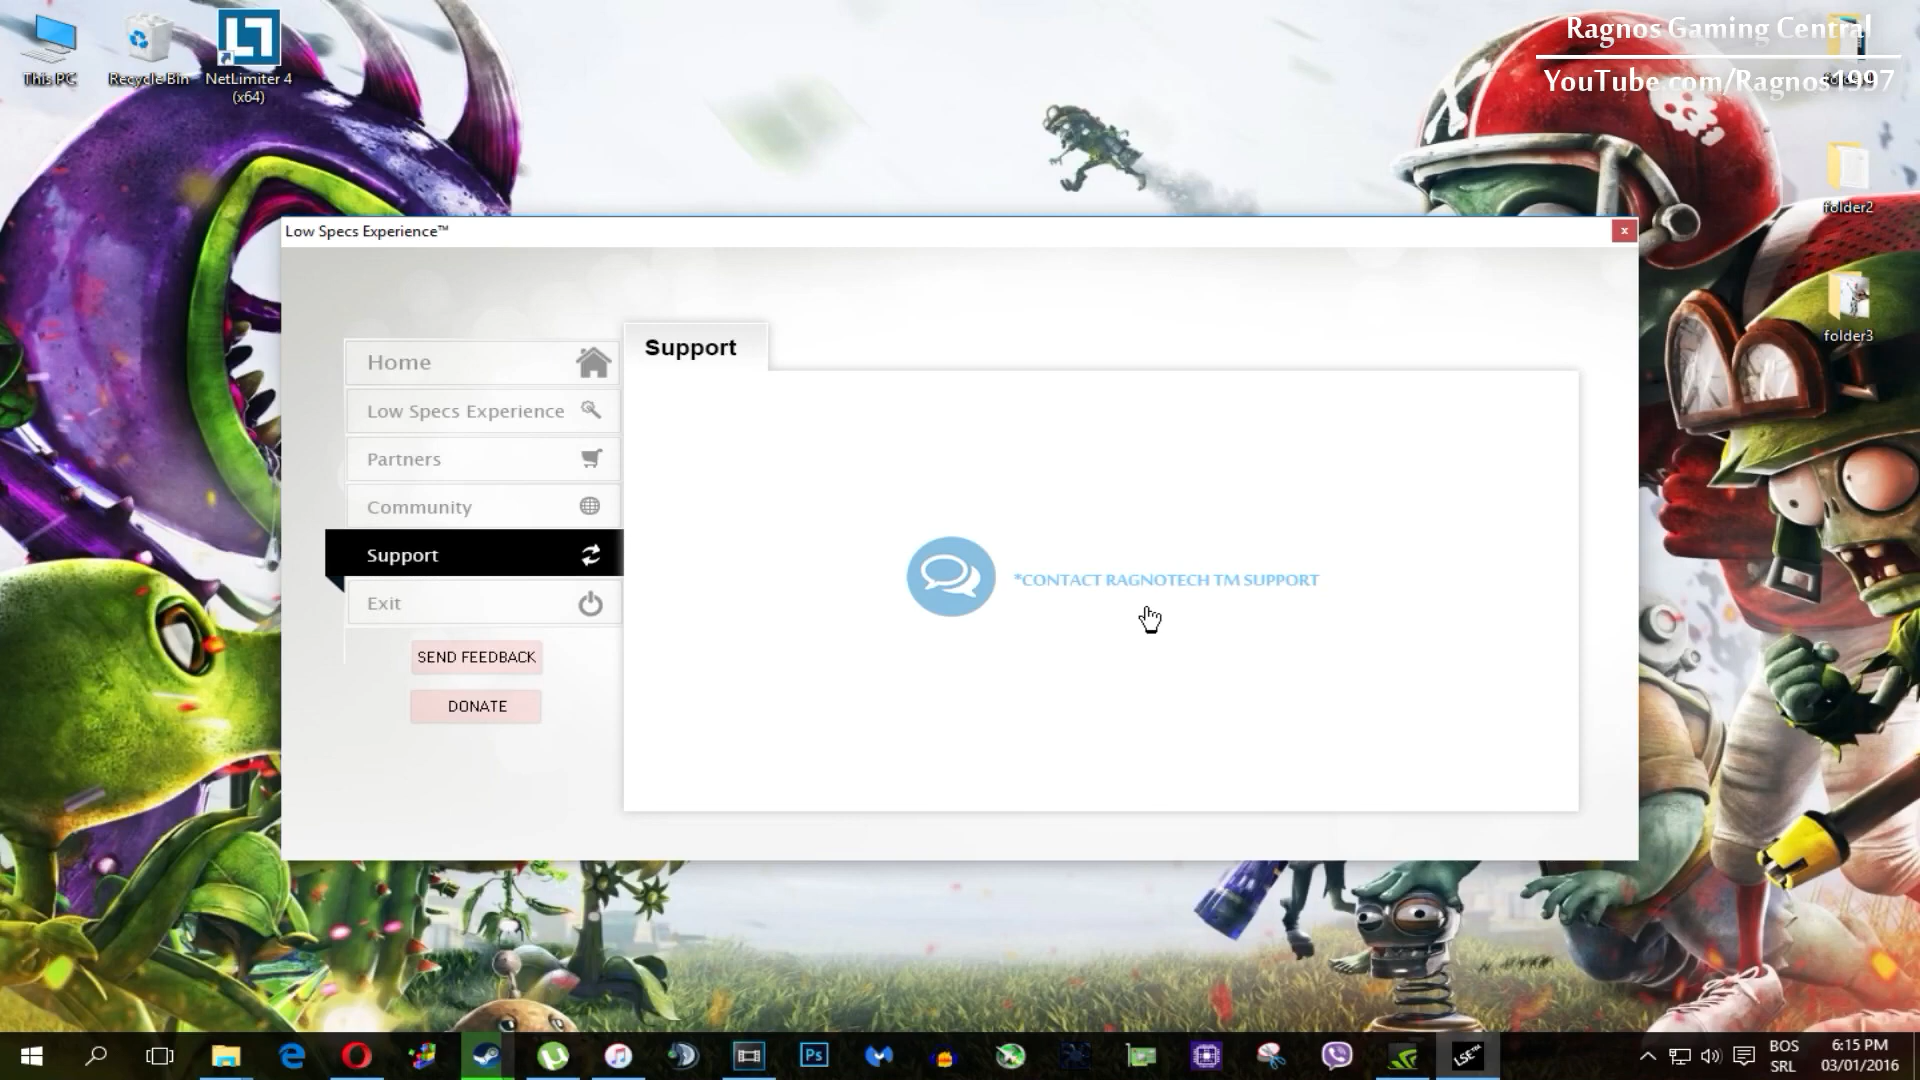 This PC
Recycle Bin
NetLimiter 4
(x64)
Ragnos Gaming Central
YouTube.com/Ragnos1997
folder2
folder3
Low Specs Experience™
x
Support
Home
Low Specs Experience
Partners
Community
Support
Exit
SEND FEEDBACK
DONATE
*CONTACT RAGNOTECH TM SUPPORT
Ps
LSE™
BOS
SRL
6:15 PM
03/01/2016